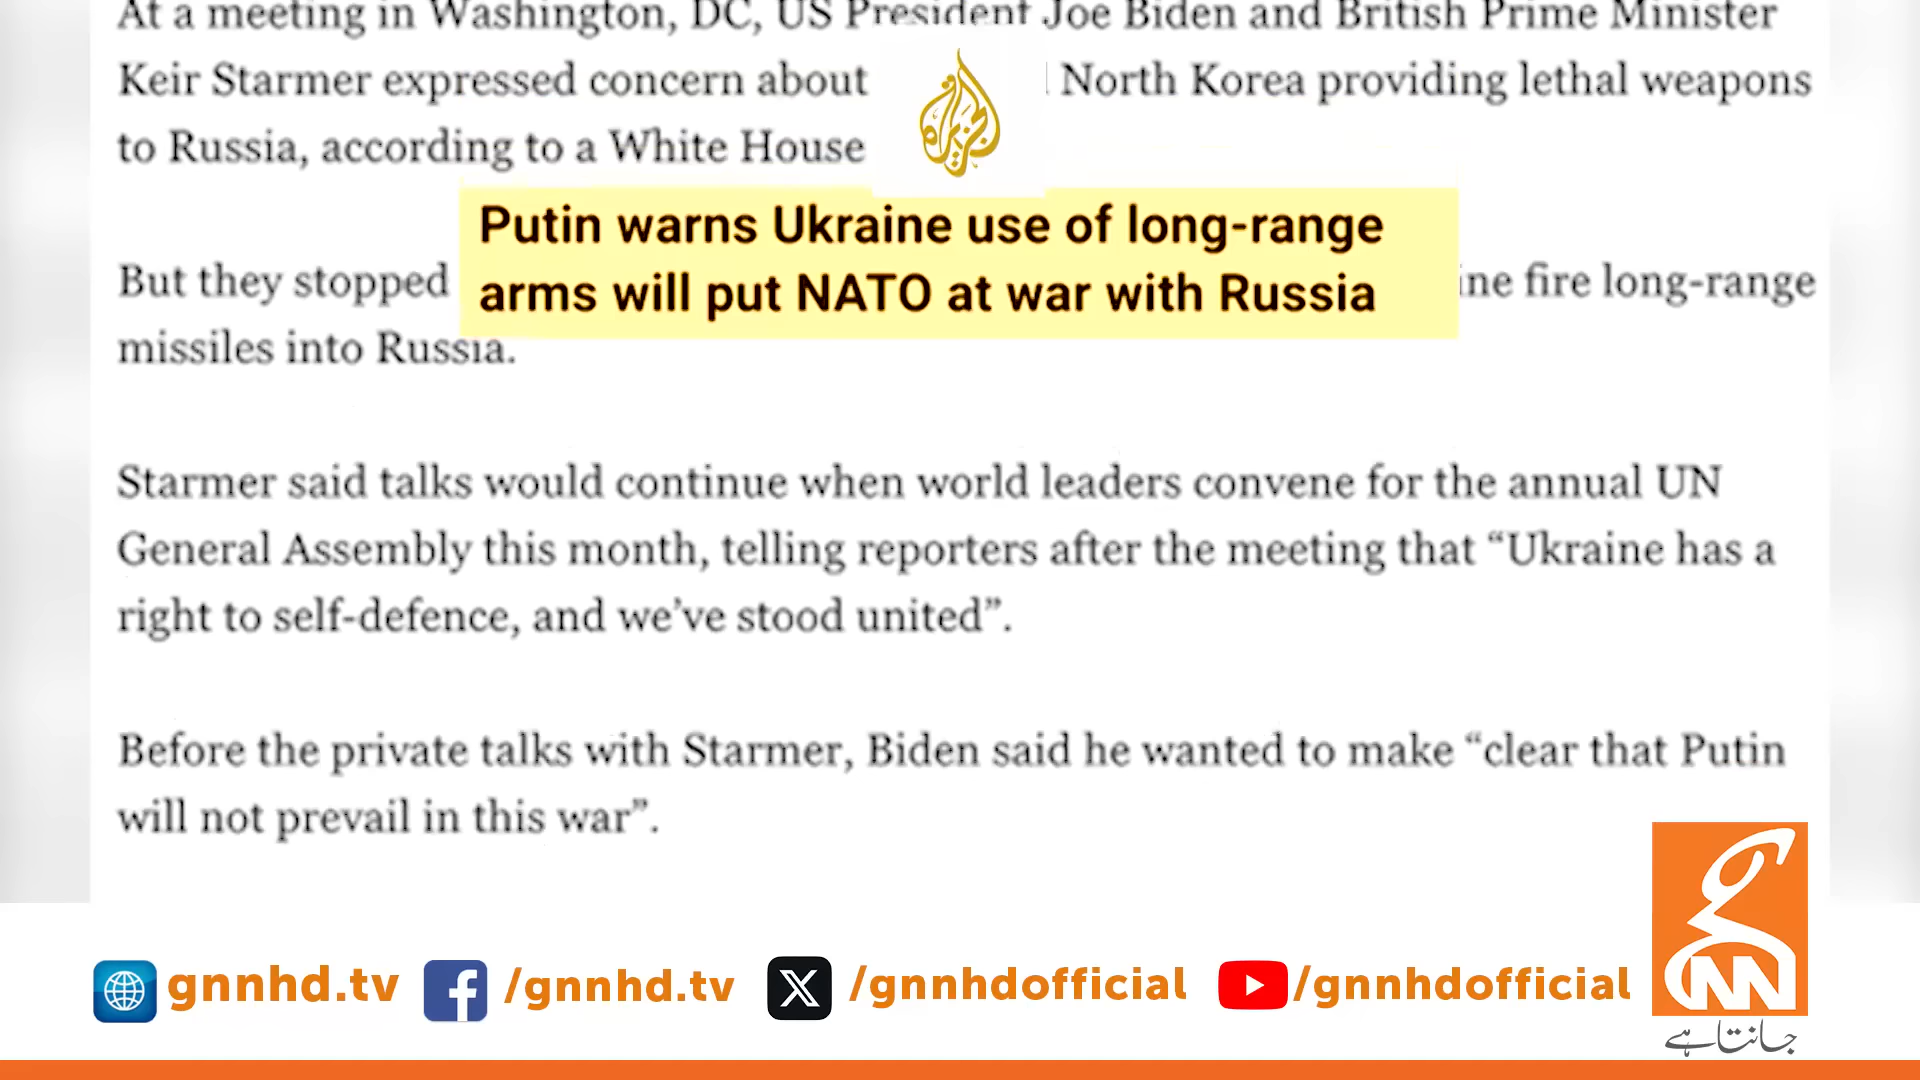 At a meeting in Washington, DC, US President Joe Biden and British Prime Minister
Keir Starmer expressed concern about North Korea providing lethal weapons
to Russia, according to a White House
الجزيرة
Putin warns Ukraine use of long-range
arms will put NATO at war with Russia
But they stopped ine fire long-range
missiles into Russia.
Starmer said talks would continue when world leaders convene for the annual UN
General Assembly this month, telling reporters after the meeting that “Ukraine has a
right to self-defence, and we’ve stood united”.
Before the private talks with Starmer, Biden said he wanted to make “clear that Putin
will not prevail in this war”.
gnnhd.tv /gnnhd.tv /gnnhdofficial /gnnhdofficial
GNN
جانتا ہے